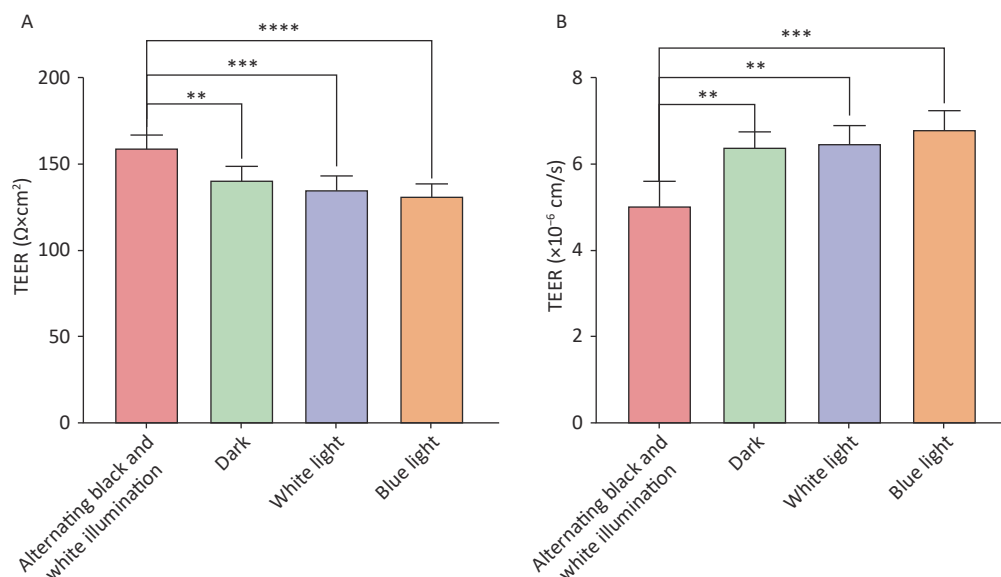 A
****
***
**
200
150
100
50
0
TEER (Ω×cm²)
Alternating black and
white illumination
Dark
White light
Blue light
B
***
**
**
8
6
4
2
0
TEER (×10⁻⁶ cm/s)
Alternating black and
white illumination
Dark
White light
Blue light